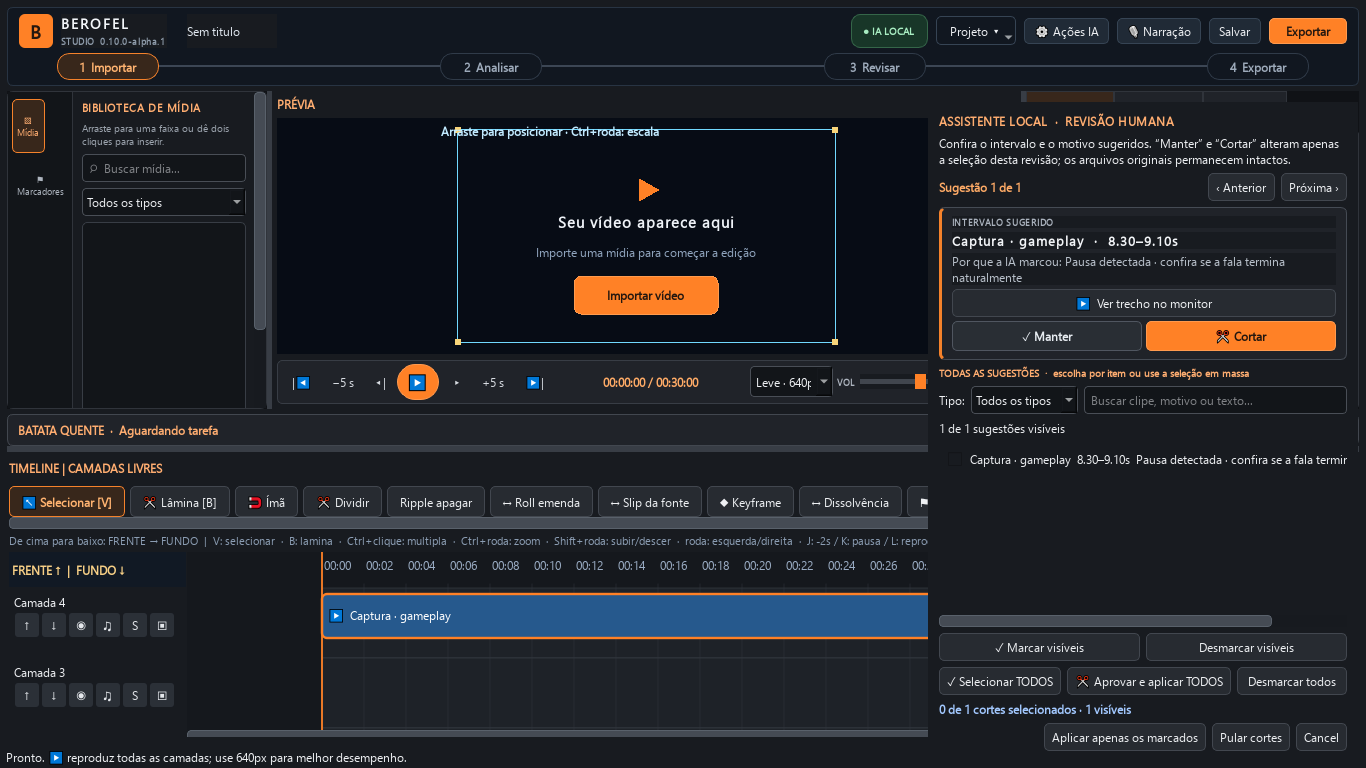 B
BEROFEL
STUDIO 0.10.0-alpha.1
Sem titulo
● IA LOCAL
Projeto
Ações IA
Narração
Salvar
Exportar
1 Importar
2 Analisar
3 Revisar
4 Exportar
Mídia
Marcadores
BIBLIOTECA DE MÍDIA
Arraste para uma faixa ou dê dois
cliques para inserir.
Buscar mídia...
Todos os tipos
PRÉVIA
Arraste para posicionar · Ctrl+roda: escala
Seu vídeo aparece aqui
Importe uma mídia para começar a edição
Importar vídeo
−5 s
+5 s
00:00:00 / 00:30:00
Leve · 640p
VOL
ASSISTENTE LOCAL · REVISÃO HUMANA
Confira o intervalo e o motivo sugeridos. “Manter” e “Cortar” alteram apenas
a seleção desta revisão; os arquivos originais permanecem intactos.
Sugestão 1 de 1
‹ Anterior
Próxima ›
INTERVALO SUGERIDO
Captura · gameplay · 8.30–9.10s
Por que a IA marcou: Pausa detectada · confira se a fala termina
naturalmente
Ver trecho no monitor
✓ Manter
Cortar
TODAS AS SUGESTÕES · escolha por item ou use a seleção em massa
Tipo:
Todos os tipos
Buscar clipe, motivo ou texto...
1 de 1 sugestões visíveis
Captura · gameplay 8.30–9.10s Pausa detectada · confira se a fala termir
✓ Marcar visíveis
Desmarcar visíveis
✓ Selecionar TODOS
Aprovar e aplicar TODOS
Desmarcar todos
0 de 1 cortes selecionados · 1 visíveis
Aplicar apenas os marcados
Pular cortes
Cancel
BATATA QUENTE · Aguardando tarefa
TIMELINE | CAMADAS LIVRES
Selecionar [V]
Lâmina [B]
Ímã
Dividir
Ripple apagar
↔ Roll emenda
↔ Slip da fonte
◆ Keyframe
↔ Dissolvência
De cima para baixo: FRENTE → FUNDO | V: selecionar · B: lamina · Ctrl+clique: multipla · Ctrl+roda: zoom · Shift+roda: subir/descer · roda: esquerda/direita · J: -2s / K: pausa / L: repro
FRENTE ↑ | FUNDO ↓
00:00 00:02 00:04 00:06 00:08 00:10 00:12 00:14 00:16 00:18 00:20 00:22 00:24 00:26 00:
Camada 4
↑ ↓ ◉ ♫ S ▣
Captura · gameplay
Camada 3
↑ ↓ ◉ ♫ S ▣
Pronto. ▶ reproduz todas as camadas; use 640px para melhor desempenho.